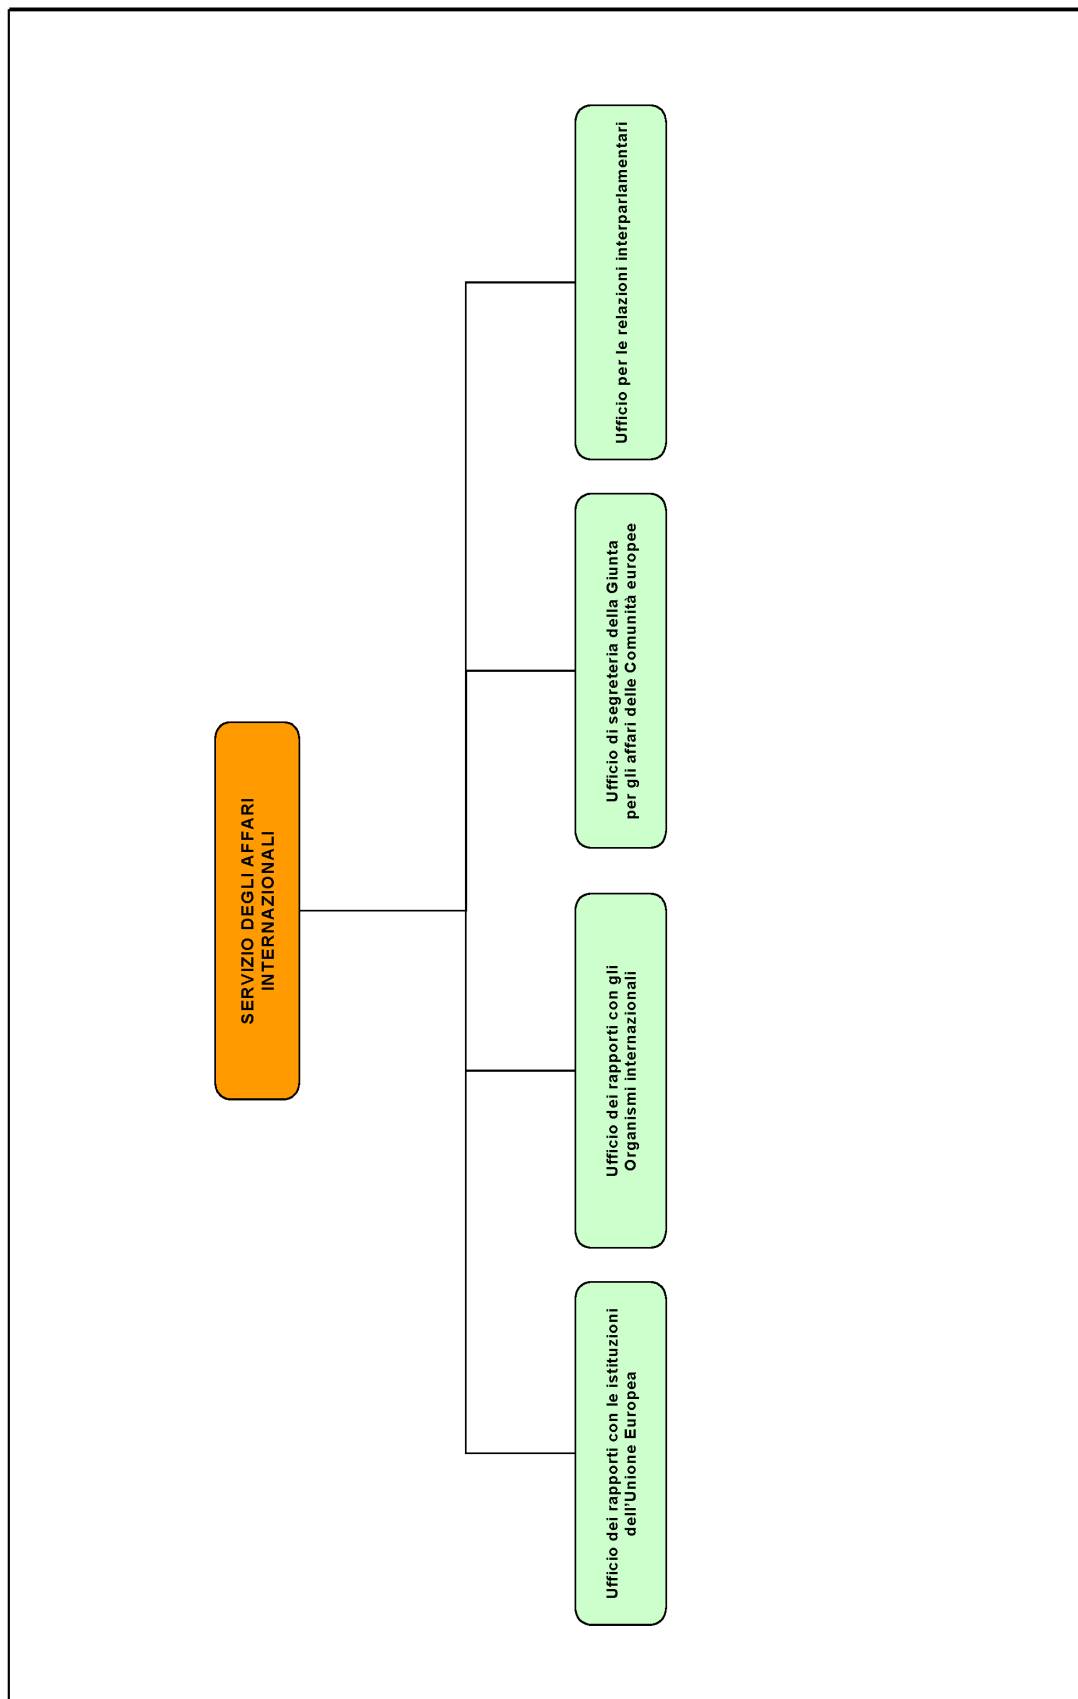 SERVIZIO DEGLI AFFARI
INTERNAZIONALI
Ufficio dei rapporti con le istituzioni
dell'Unione Europea
Ufficio dei rapporti con gli
Organismi internazionali
Ufficio di segreteria della Giunta
per gli affari delle Comunità europee
Ufficio per le relazioni interparlamentari